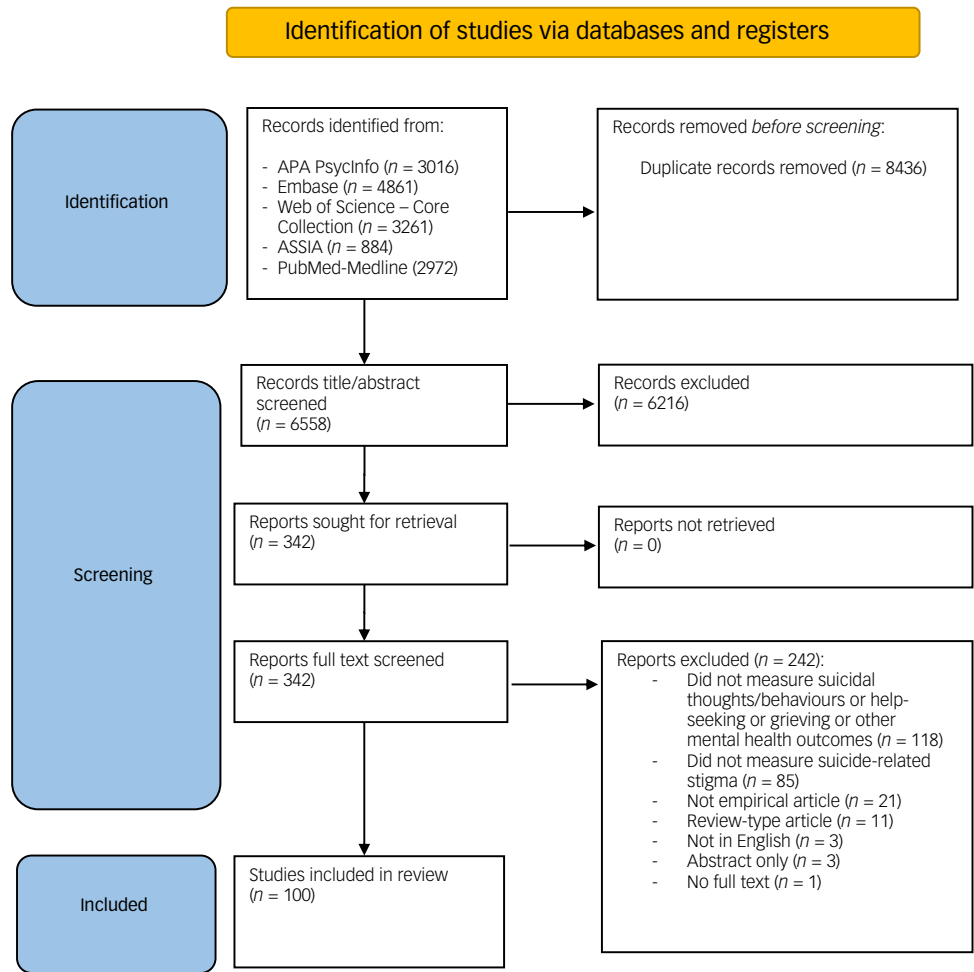 Identification of studies via databases and registers
Identification
Records identified from:
- APA PsycInfo (n = 3016)
- Embase (n = 4861)
- Web of Science – Core
Collection (n = 3261)
- ASSIA (n = 884)
- PubMed-Medline (2972)
Records removed before screening:
Duplicate records removed (n = 8436)
Screening
Records title/abstract
screened
(n = 6558)
Records excluded
(n = 6216)
Reports sought for retrieval
(n = 342)
Reports not retrieved
(n = 0)
Reports full text screened
(n = 342)
Reports excluded (n = 242):
- Did not measure suicidal
thoughts/behaviours or help-
seeking or grieving or other
mental health outcomes (n = 118)
- Did not measure suicide-related
stigma (n = 85)
- Not empirical article (n = 21)
- Review-type article (n = 11)
- Not in English (n = 3)
- Abstract only (n = 3)
- No full text (n = 1)
Included
Studies included in review
(n = 100)